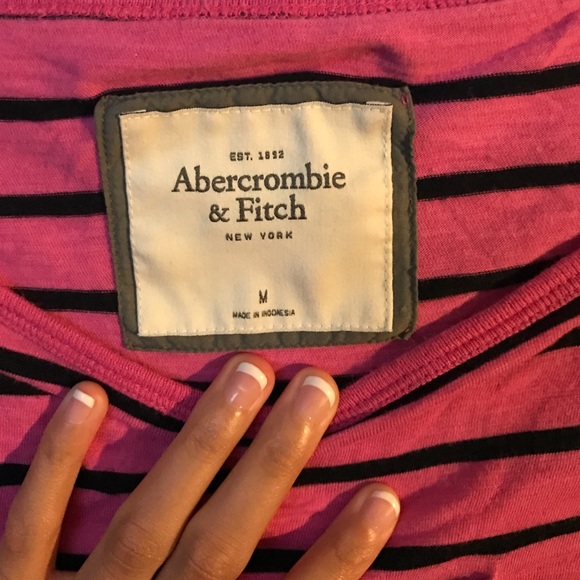 EST. 1892
Abercrombie
& Fitch
NEW YORK
M
MADE IN INDONESIA